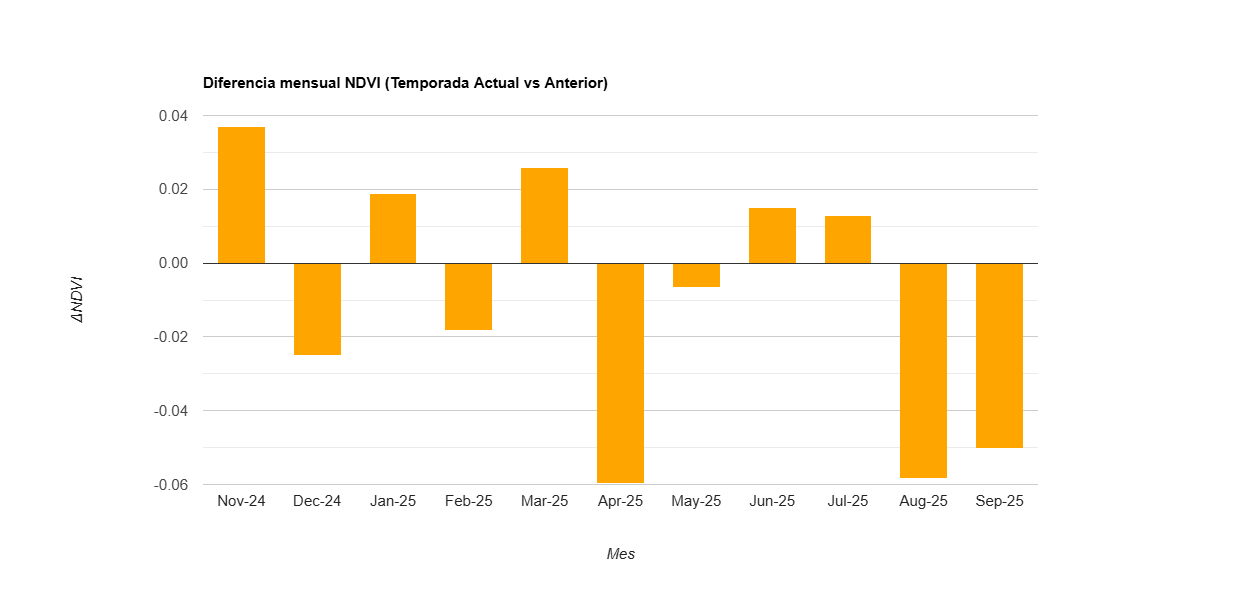 Diferencia mensual NDVI (Temporada Actual vs Anterior)
0.04
0.02
0.00
-0.02
-0.04
-0.06
ΔNDVI
Nov-24 Dec-24 Jan-25 Feb-25 Mar-25 Apr-25 May-25 Jun-25 Jul-25 Aug-25 Sep-25
Mes